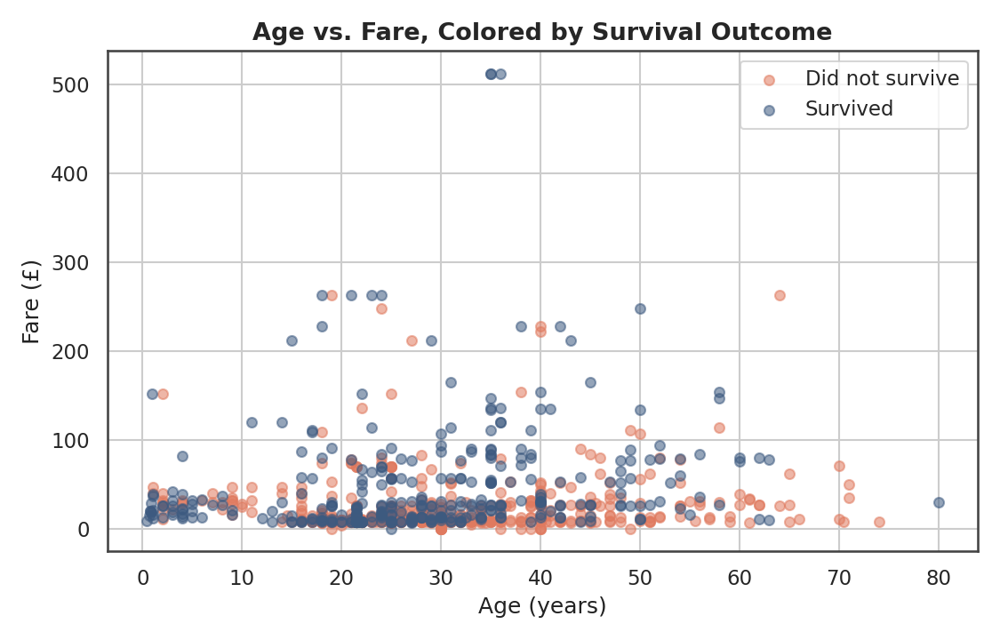 Age vs. Fare, Colored by Survival Outcome
Did not survive
Survived
Fare (£)
500
400
300
200
100
0
0 10 20 30 40 50 60 70 80
Age (years)